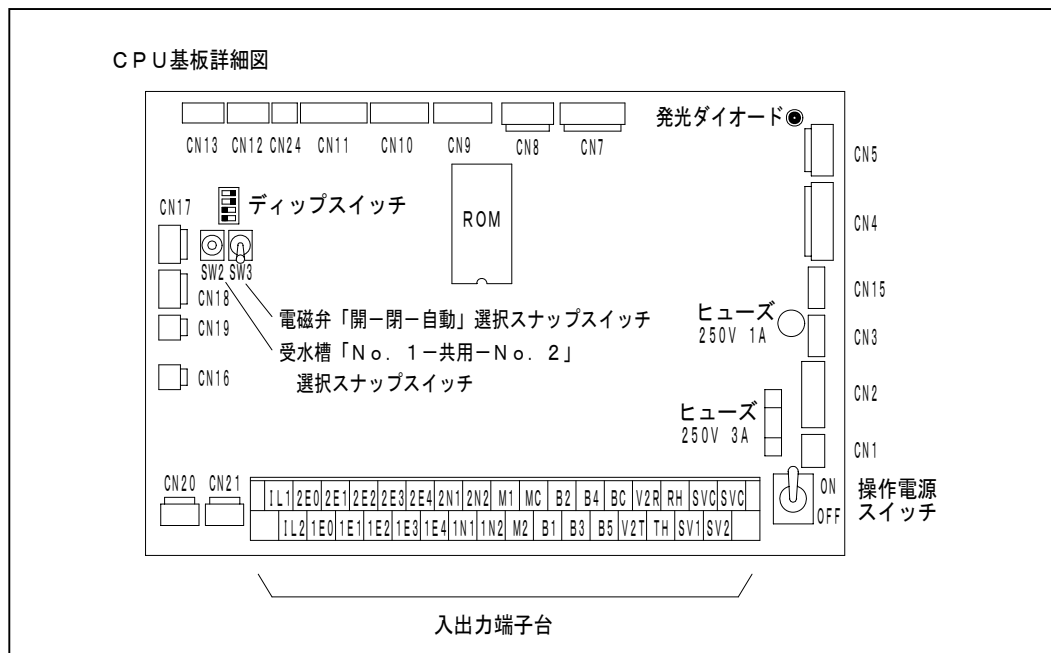 ＣＰＵ基板詳細図
発光ダイオード
CN13 CN12 CN24 CN11 CN10 CN9 CN8 CN7
CN5
CN17
ディップスイッチ
ROM
CN4
SW2 SW3
CN18
CN15
電磁弁「開－閉－自動」選択スナップスイッチ
ヒューズ
250V 1A
CN19
CN3
受水槽「Ｎｏ．１－共用－Ｎｏ．２」
選択スナップスイッチ
CN16
CN2
ヒューズ
250V 3A
CN1
CN20 CN21
ON
OFF
操作電源
スイッチ
IL1 2E0 2E1 2E2 2E3 2E4 2N1 2N2 M1 MC B2 B4 BC V2R RH SVC SVC
IL2 1E0 1E1 1E2 1E3 1E4 1N1 1N2 M2 B1 B3 B5 V2T TH SV1 SV2
入出力端子台